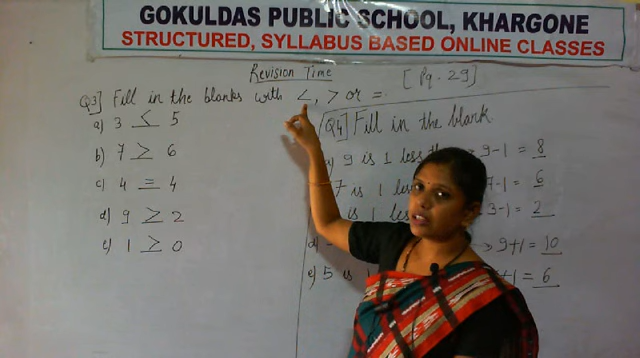 GOKULDAS PUBLIC SCHOOL, KHARGONE
STRUCTURED, SYLLABUS BASED ONLINE CLASSES
Revision Time
[Pg. 29]
Q3] Fill in the blanks with <, > or =.
a) 3 < 5
b) 7 > 6
c) 4 = 4
d) 9 > 2
e) 1 > 0
Q4] Fill in the blank.
a) 9 is 1 less 9-1 = 8
7 is 1 less 7-1 = 6
is 1 less 3-1 = 2
d) 9+1 = 10
e) 5 is 1 +1 = 6